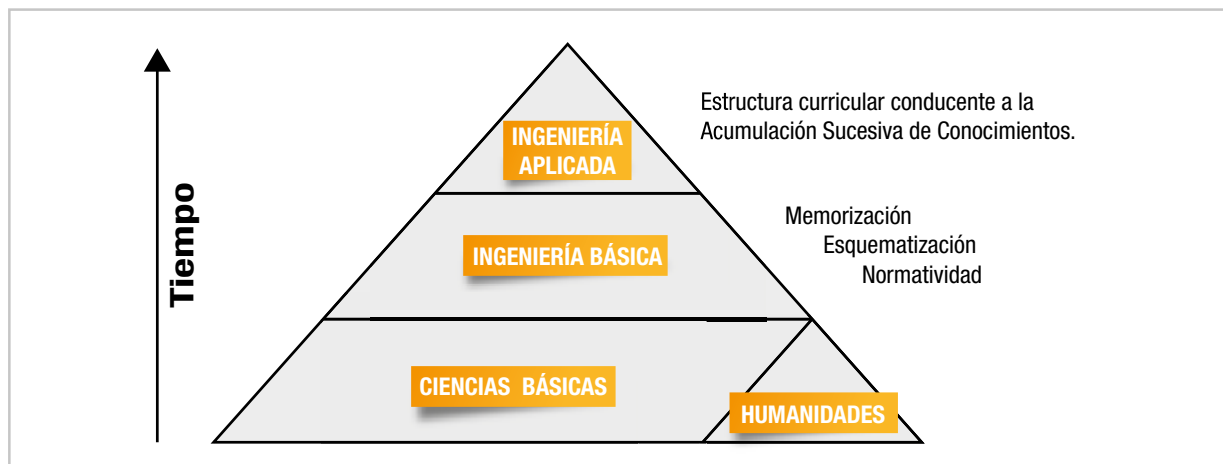 Tiempo
INGENIERÍA
APLICADA
INGENIERÍA BÁSICA
CIENCIAS BÁSICAS
HUMANIDADES
Estructura curricular conducente a la
Acumulación Sucesiva de Conocimientos.
Memorización
Esquematización
Normatividad